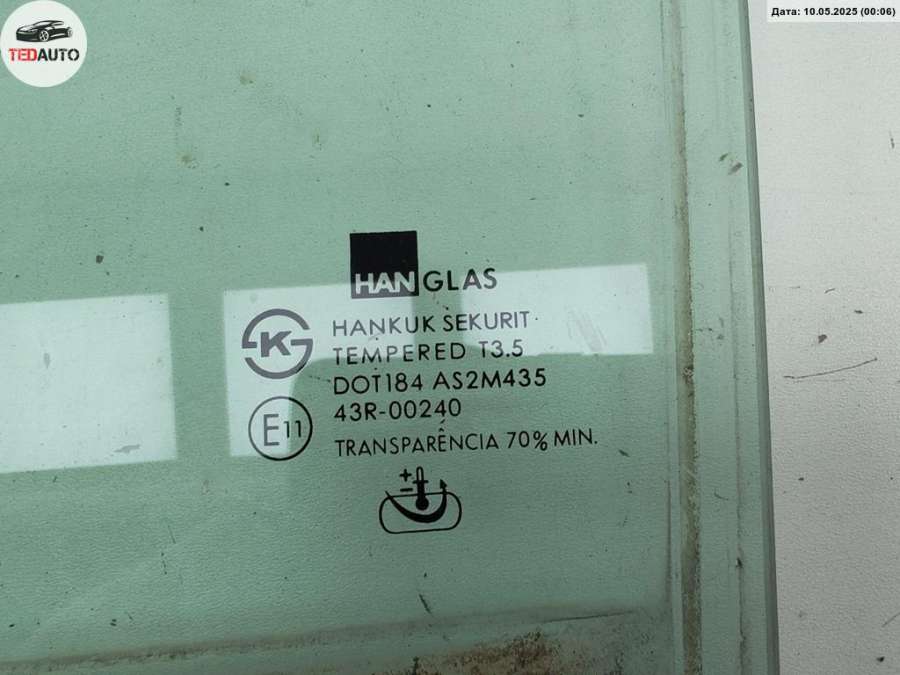 Дата: 10.05.2025 (00:06)
TEDAUTO
HANGLAS
K
HANKUK SEKURIT
TEMPERED T3.5
DOT184 AS2M435
43R-00240
E11
TRANSPARÊNCIA 70% MIN.